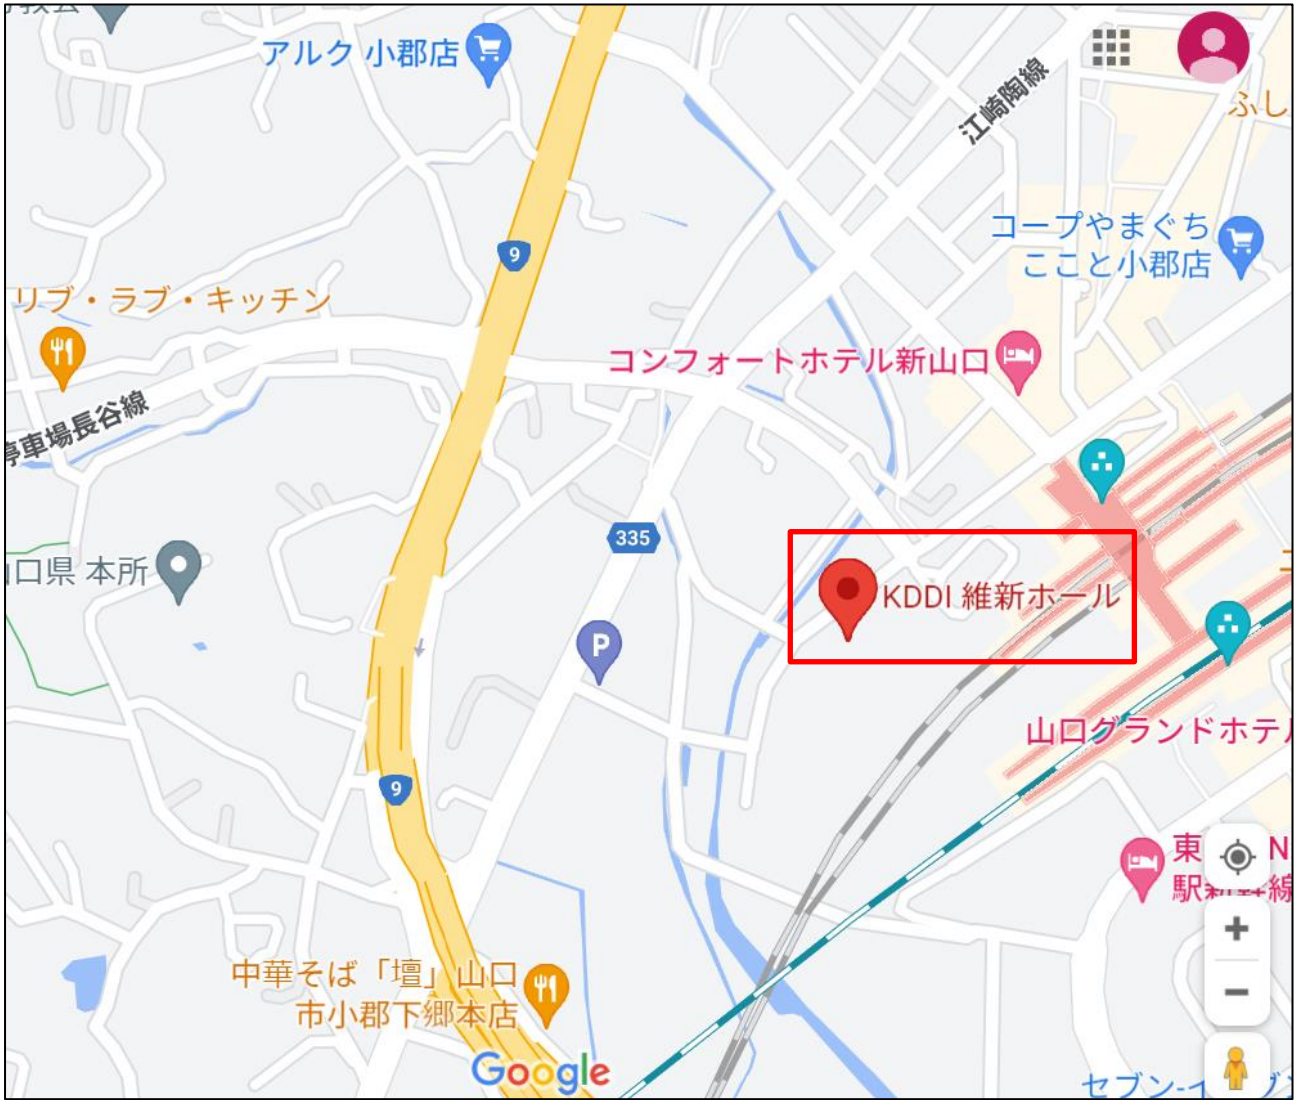 アルク 小郡店
江崎陶線
ふし
コープやまぐち
ここと小郡店
9
リブ・ラブ・キッチン
コンフォートホテル新山口
停車場長谷線
335
口県 本所
KDDI 維新ホール
P
山口グランドホテル
9
東 N
駅新幹線
中華そば「壇」山口
市小郡下郷本店
Google
セブン-イ